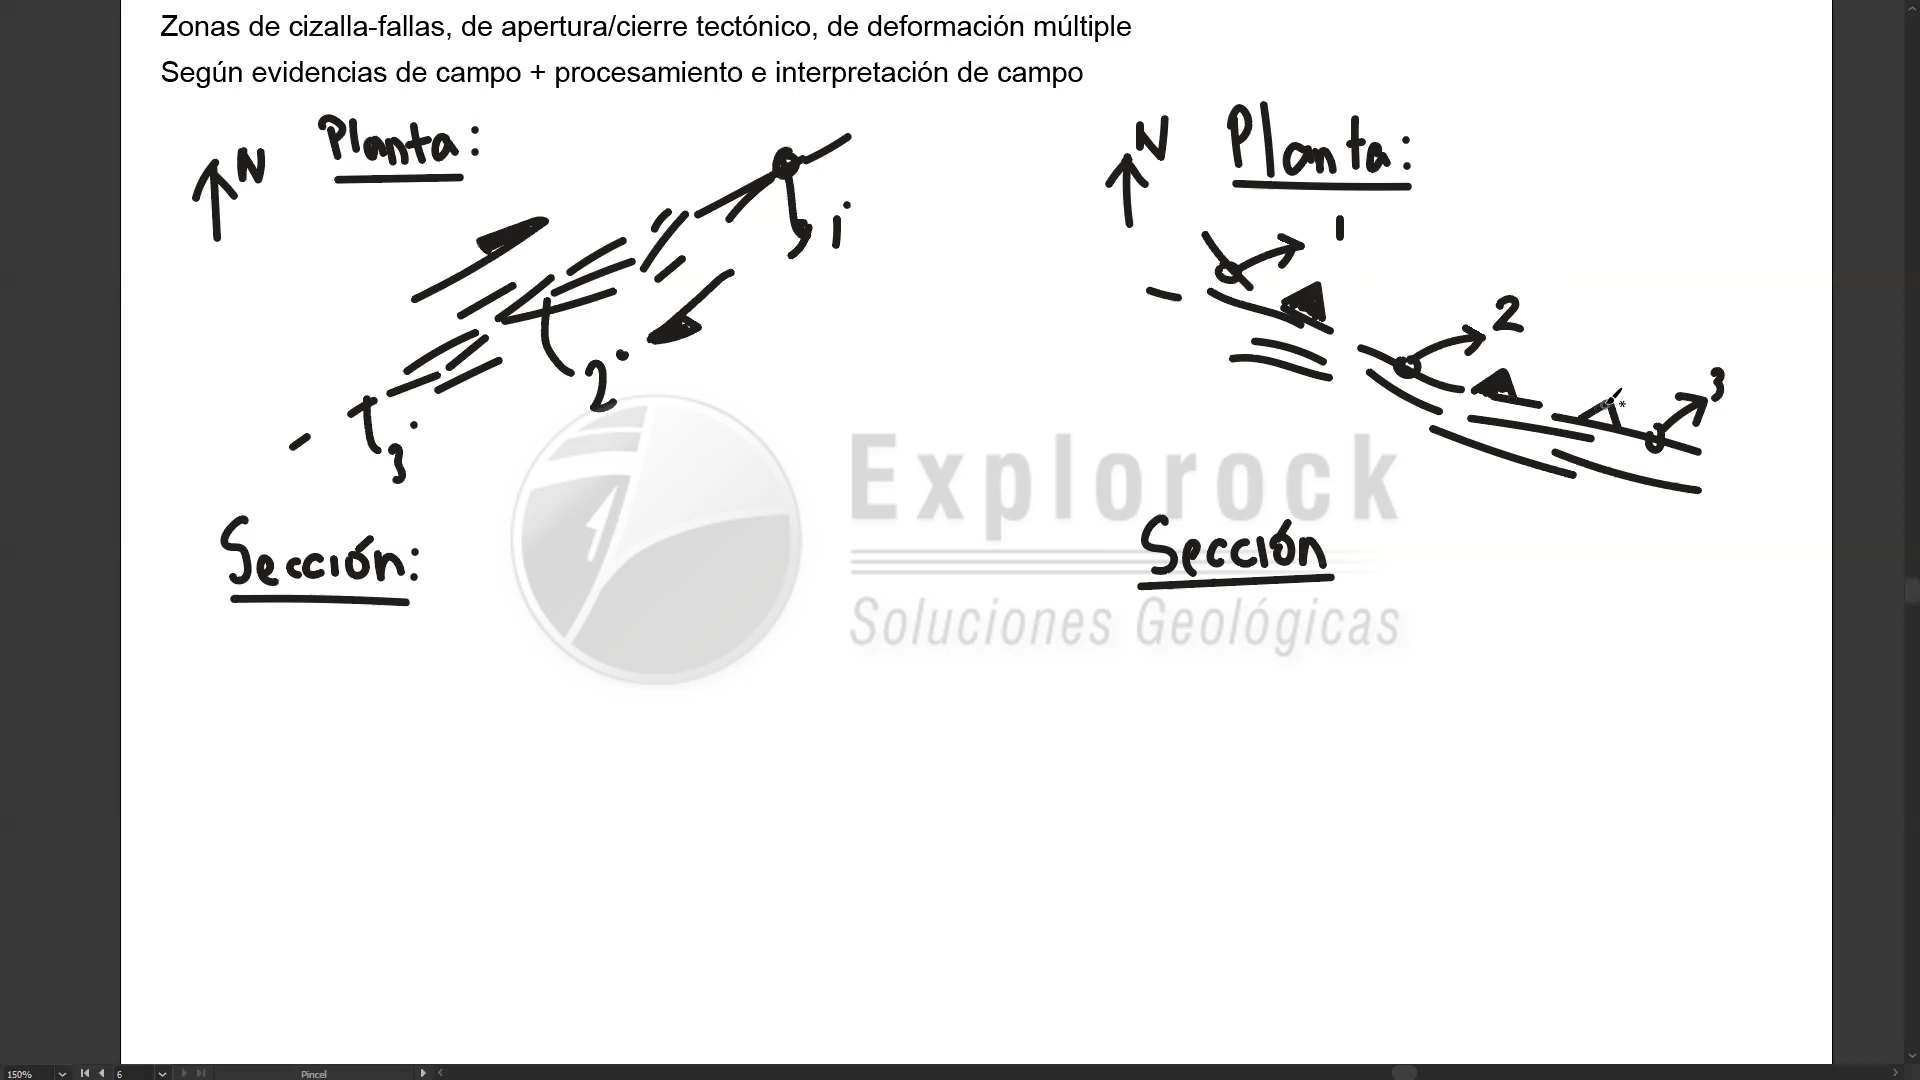 Zonas de cizalla-fallas, de apertura/cierre tectónico, de deformación múltiple
Según evidencias de campo + procesamiento e interpretación de campo
N Planta:
1
2
3
Sección:
N Planta:
1
2
3
Sección
Explorock
Soluciones Geológicas
150%
6
Pincel